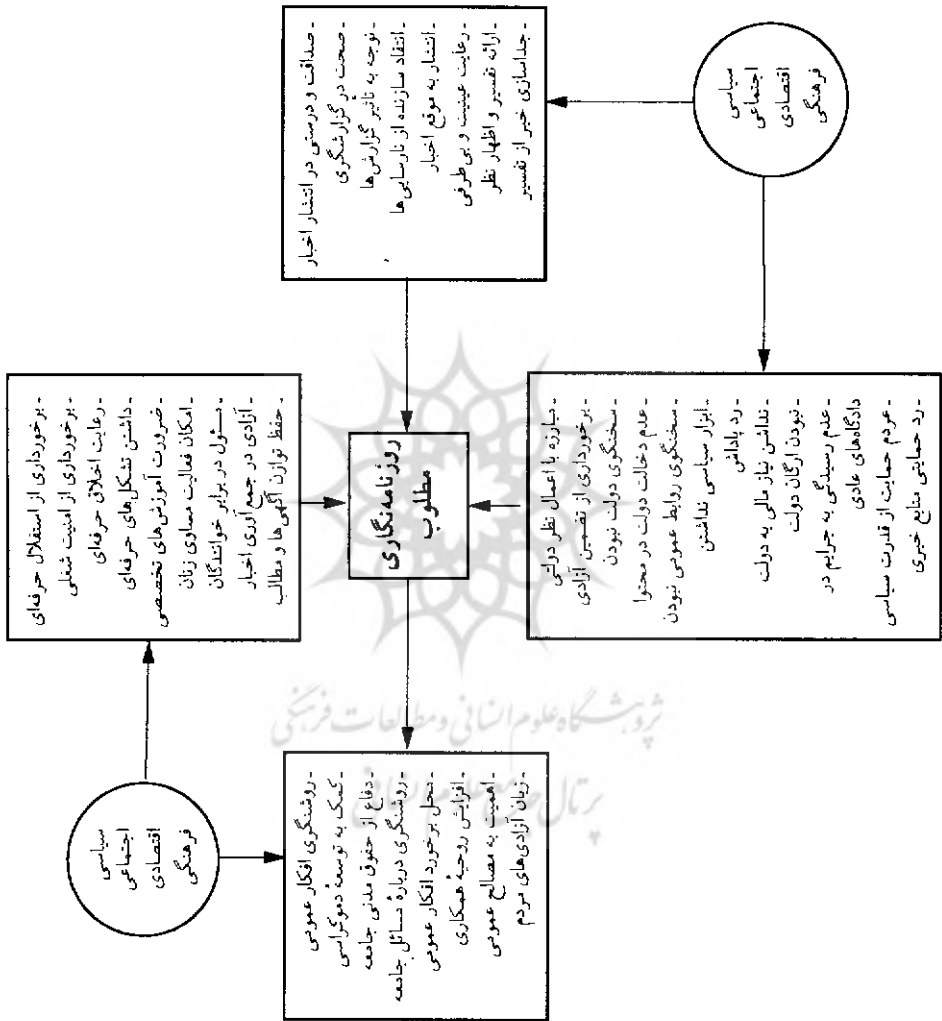 سیاسی
اجتماعی
اقتصادی
فرهنگی
- صداقت و درستی در انتشار اخبار
- صحت در گزارشگری
- توجه به تأثیر گزارش‌ها
- انتقاد سازنده از نارسایی‌ها
- انتشار به موقع اخبار
- رعایت عینیت و بی‌طرفی
- ارائه تفسیر و اظهار نظر
- جداسازی خبر از تفسیر
- مبارزه با اعمال نظر دولتی
- برخورداری از تضمین آزادی
- سخنگوی دولت نبودن
- عدم دخالت دولت در محتوا
- سخنگوی روابط عمومی نبودن
- ابزار سیاسی نداشتن
- رد پاداش
- نداشتن نیاز مالی به دولت
- نبودن ارگان دولت
- عدم رسیدگی به جرایم در
دادگاه‌های عادی
- عدم حمایت از قدرت سیاسی
- رد حمایتی منابع خبری
روزنامه‌نگاری
مطلوب
- برخورداری از استقلال حرفه‌ای
- برخورداری از امنیت شغلی
- رعایت اخلاق حرفه‌ای
- داشتن تشکل‌های حرفه‌ای
- ضرورت آموزش‌های تخصصی
- امکان فعالیت مساوی زنان
- مسئول در برابر خوانندگان
- آزادی در جمع‌آوری اخبار
- حفظ توازن آگهی‌ها و مطالب
سیاسی
اجتماعی
اقتصادی
فرهنگی
- روشنگری افکار عمومی
- کمک به توسعهٔ دموکراسی
- دفاع از حقوق مدنی جامعه
- روشنگری دربارهٔ مسائل جامعه
- محل برخورد افکار عمومی
- افزایش روحیهٔ همکاری
- اهمیت به مصالح عمومی
- زبان آزادی‌های مردم
پژوهشگاه علوم انسانی و مطالعات فرهنگی
پرتال جامع علوم انسانی